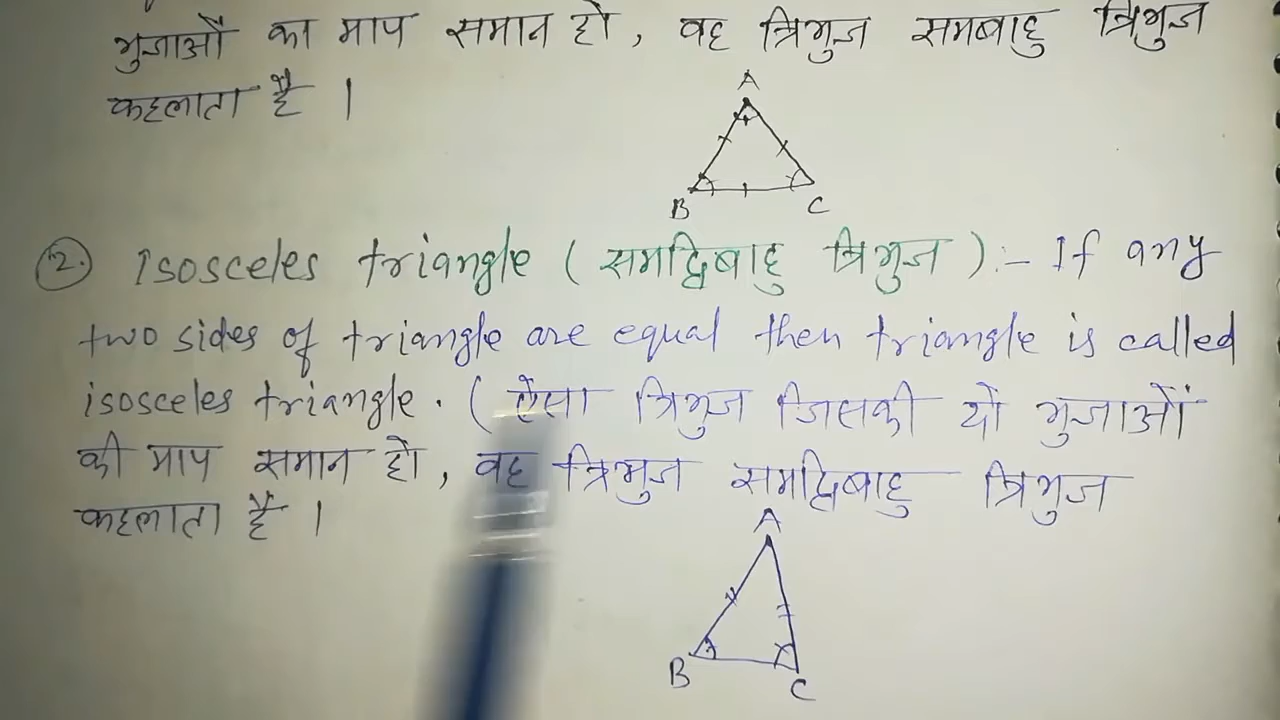 भुजाओं का माप समान हो, वह त्रिभुज समबाहु त्रिभुज
कहलाता है ।
A
B
C
2. Isosceles triangle (समद्विबाहु त्रिभुज) :- If any
two sides of triangle are equal then triangle is called
isosceles triangle. (ऐसा त्रिभुज जिसकी दो भुजाओं
की माप समान हो, वह त्रिभुज समद्विबाहु त्रिभुज
कहलाता है ।
A
B
C